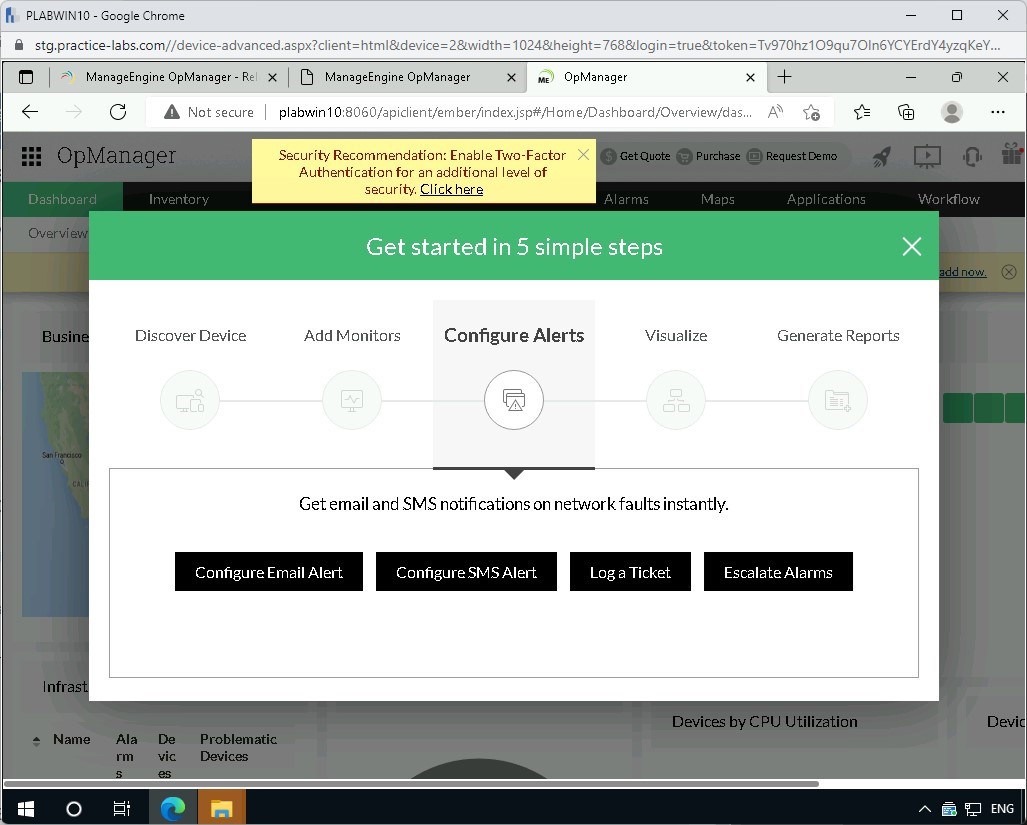 PLABWIN10 - Google Chrome
stg.practice-labs.com//device-advanced.aspx?client=html&device=2&width=1024&height=768&login=true&token=Tv970hz1O9qu7OIn6YCYErdY4yzqKeY...
ManageEngine OpManager - Rel
ManageEngine OpManager
OpManager
Not secure
plabwin10:8060/apiclient/ember/index.jsp#/Home/Dashboard/Overview/das...
OpManager
Security Recommendation: Enable Two-Factor
Authentication for an additional level of
security. Click here
Get Quote
Purchase
Request Demo
Dashboard
Inventory
Alarms
Maps
Applications
Workflow
Overview
add now.
Get started in 5 simple steps
Busine
Discover Device
Add Monitors
Configure Alerts
Visualize
Generate Reports
San Francisco
CALIF
Get email and SMS notifications on network faults instantly.
Configure Email Alert
Configure SMS Alert
Log a Ticket
Escalate Alarms
Infrast
Devices by CPU Utilization
Devic
Name
Ala
rm
s
De
vic
es
Problematic
Devices
ENG